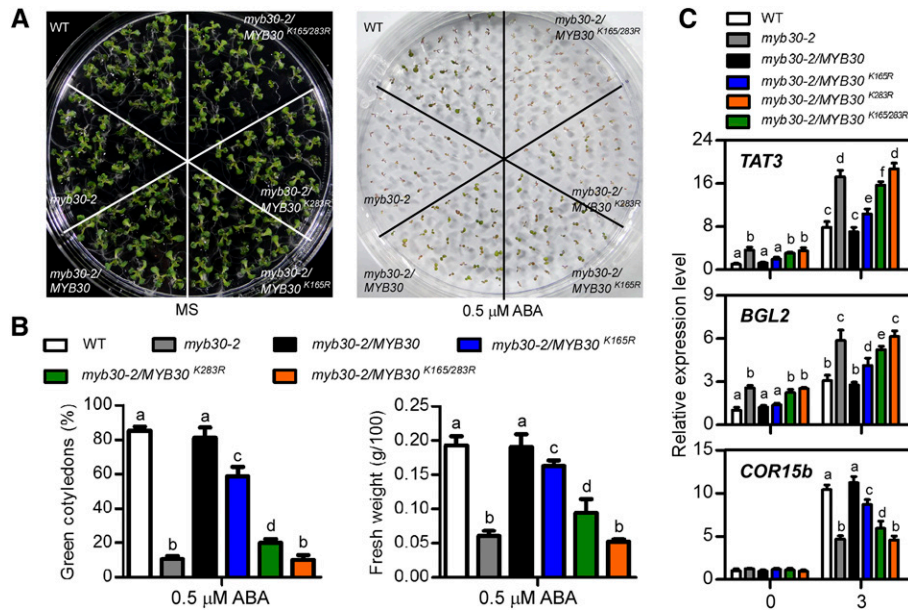 A
WT
myb30-2/
MYB30 K165/283R
myb30-2
myb30-2/
MYB30 K283R
myb30-2/
MYB30
myb30-2/
MYB30 K165R
MS
WT
myb30-2/
MYB30 K165/283R
myb30-2
myb30-2/
MYB30 K283R
myb30-2/
MYB30
myb30-2/
MYB30 K165R
0.5 μM ABA
B
WT myb30-2 myb30-2/MYB30 myb30-2/MYB30 K165R
myb30-2/MYB30 K283R myb30-2/MYB30 K165/283R
Green cotyledons (%)
100
80
60
40
20
0
a b a c d b
0.5 μM ABA
Fresh weight (g/100)
0.25
0.20
0.15
0.10
0.05
0.00
a b a c d b
0.5 μM ABA
C
WT
myb30-2
myb30-2/MYB30
myb30-2/MYB30 K165R
myb30-2/MYB30 K283R
myb30-2/MYB30 K165/283R
Relative expression level
TAT3
24
16
8
0
a b a a b b c d c e f d
BGL2
9
6
3
0
a b a a b b b c b d e c
COR15b
15
10
5
0
a b a c d b
0 3